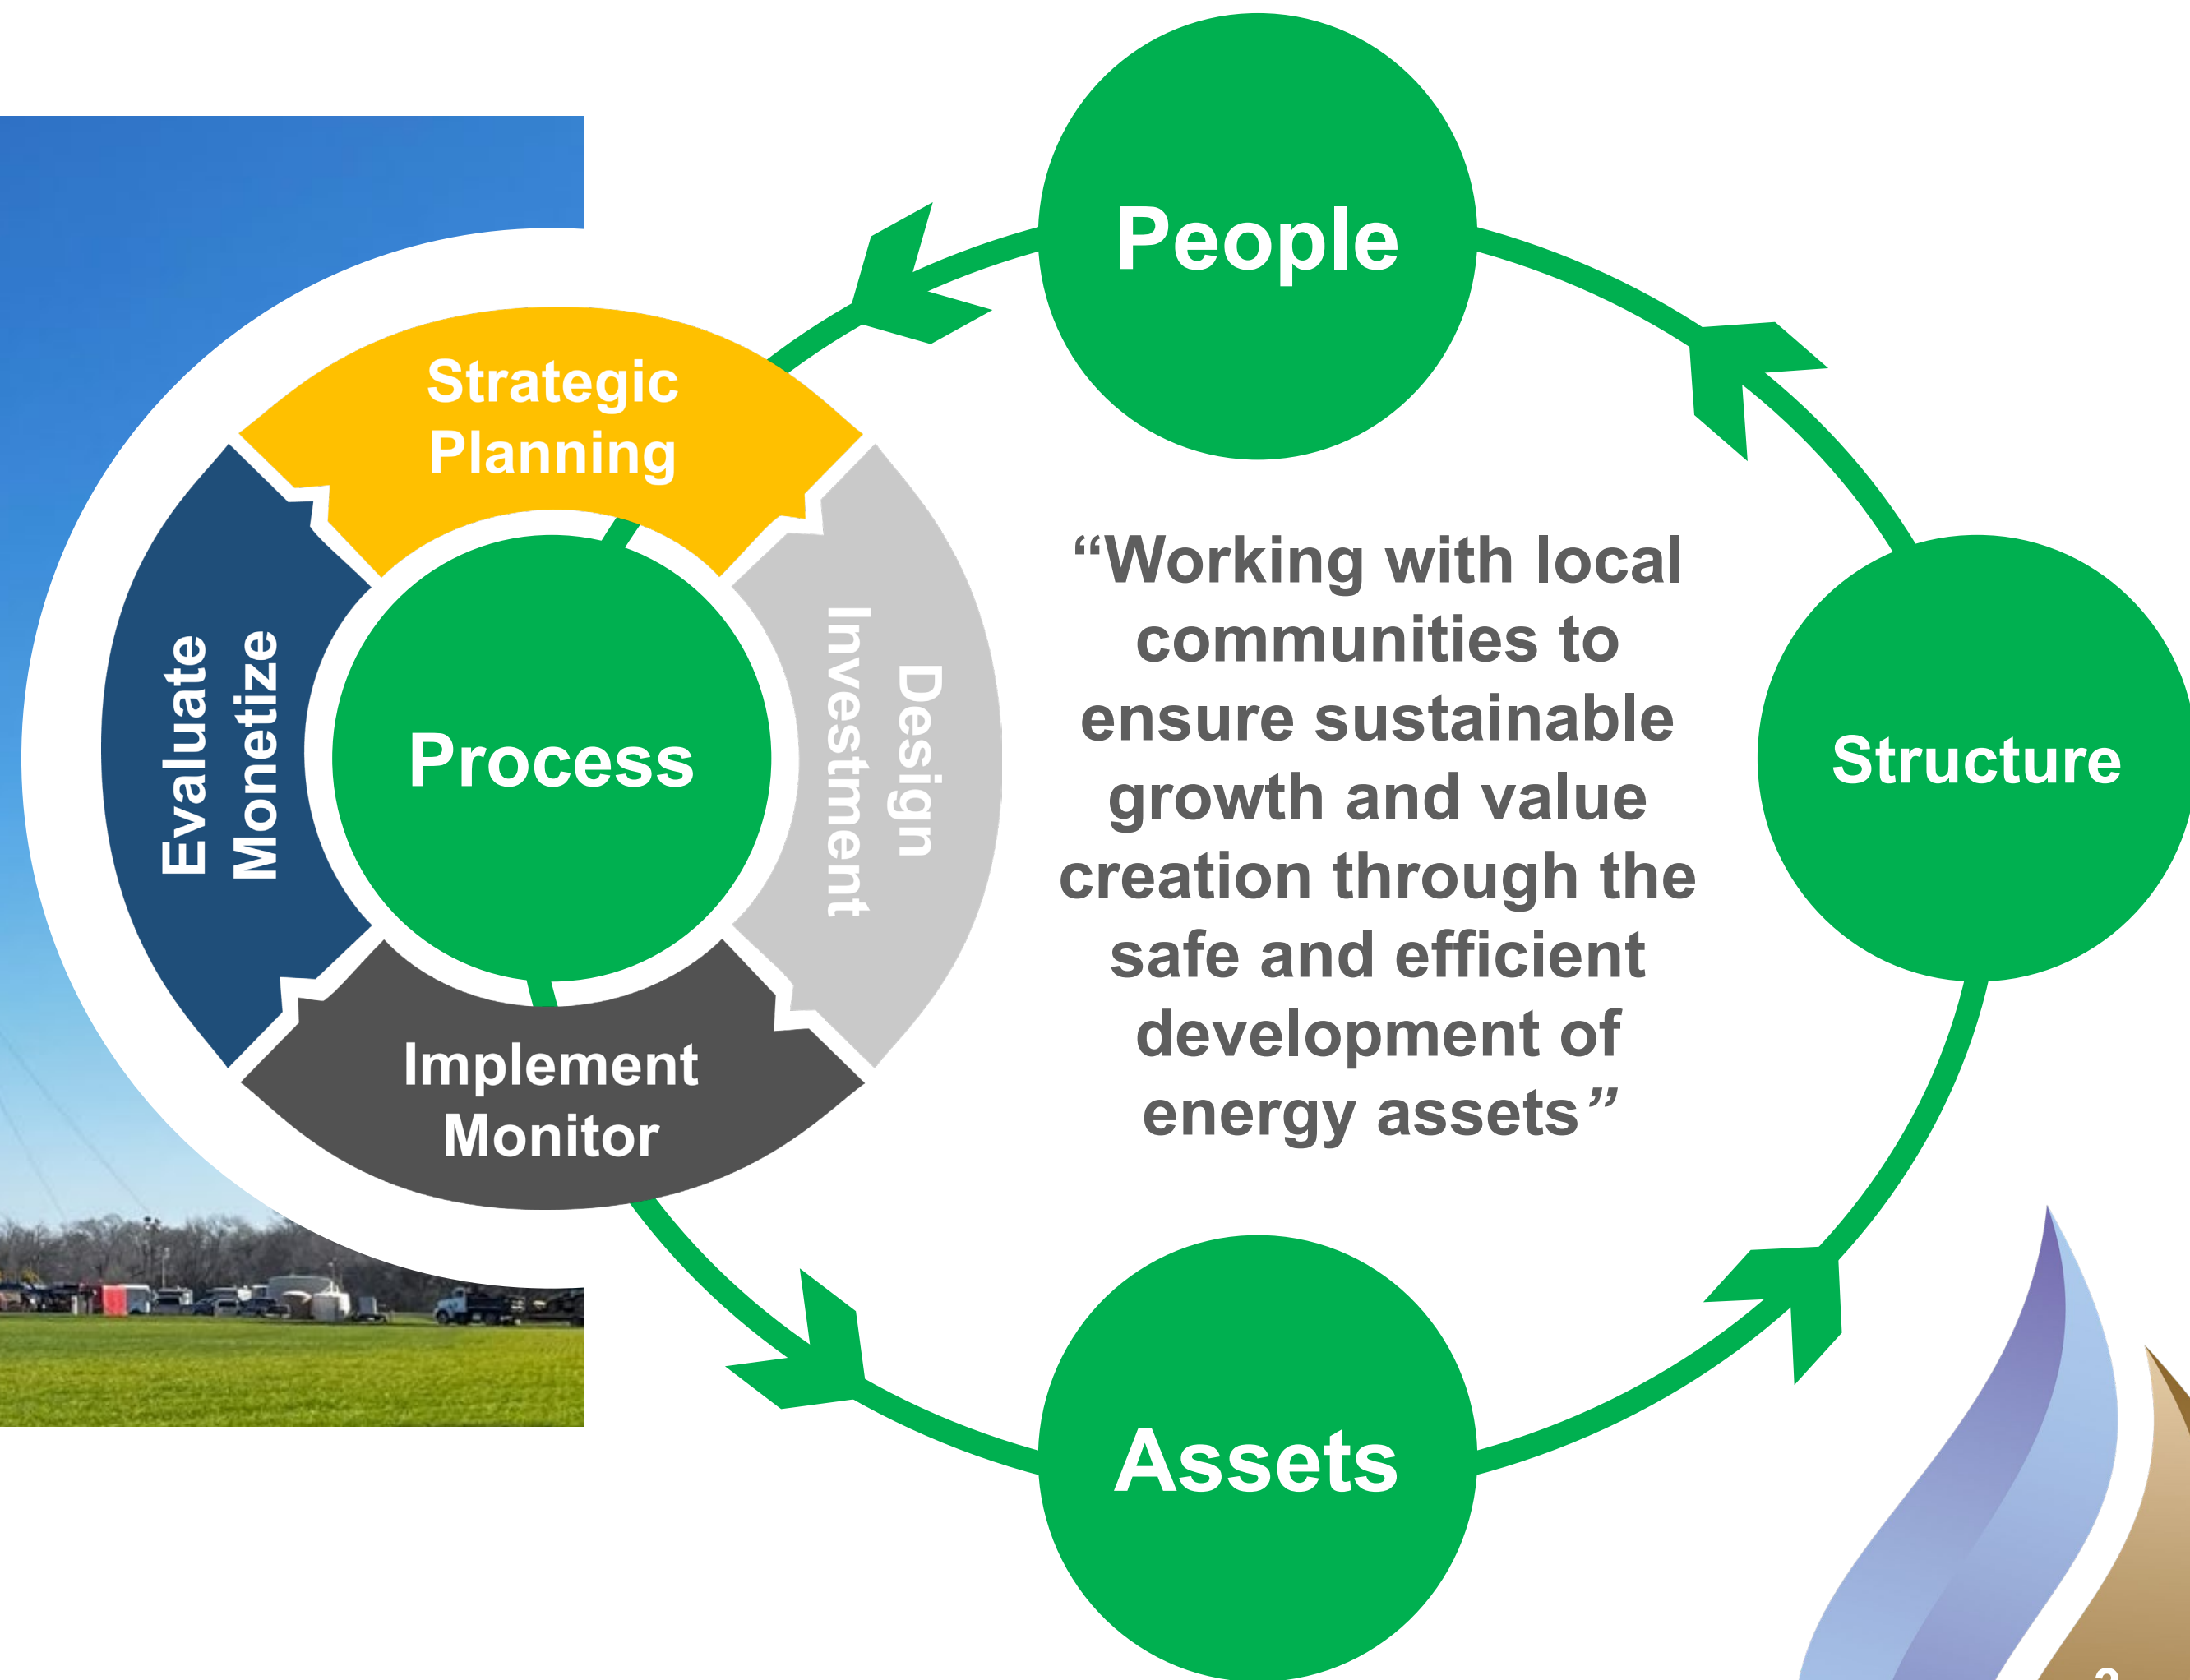 People
Strategic
Planning
Evaluate
Monetize
Process
Design
Investment
Implement
Monitor
“Working with local
communities to
ensure sustainable
growth and value
creation through the
safe and efficient
development of
energy assets”
Structure
Assets